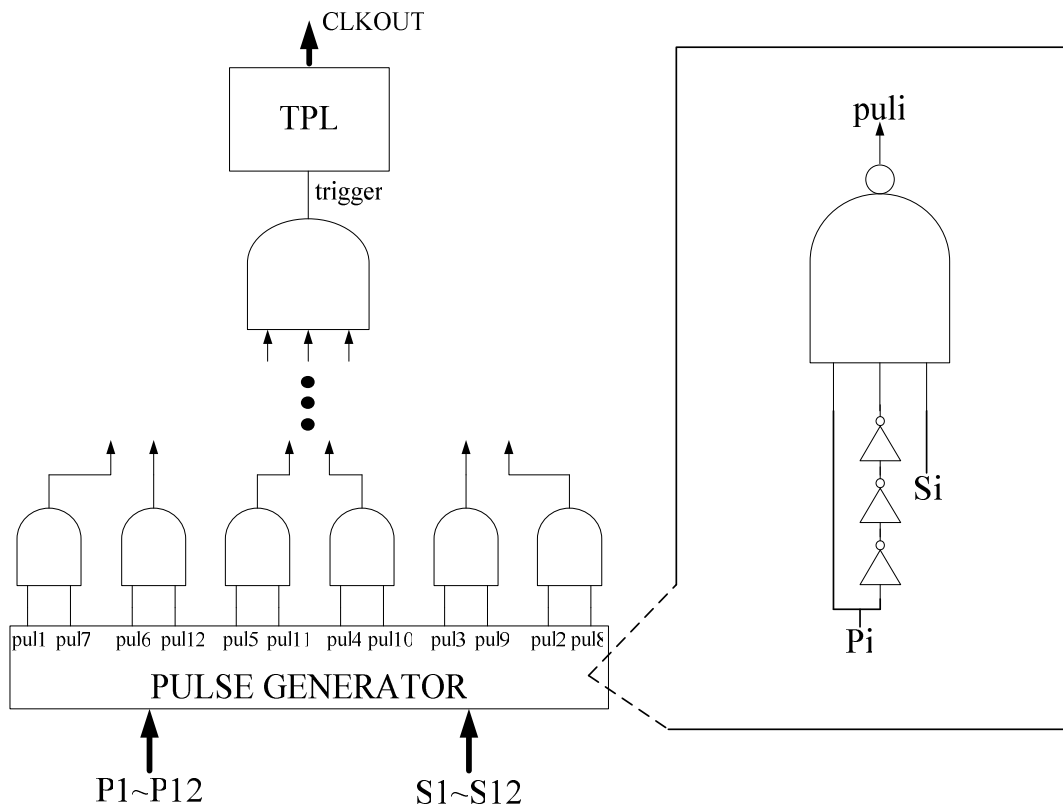 CLKOUT
TPL
trigger
pul1 pul7 pul6 pul12 pul5 pul11 pul4 pul10 pul3 pul9 pul2 pul8
PULSE GENERATOR
P1~P12
S1~S12
puli
Si
Pi